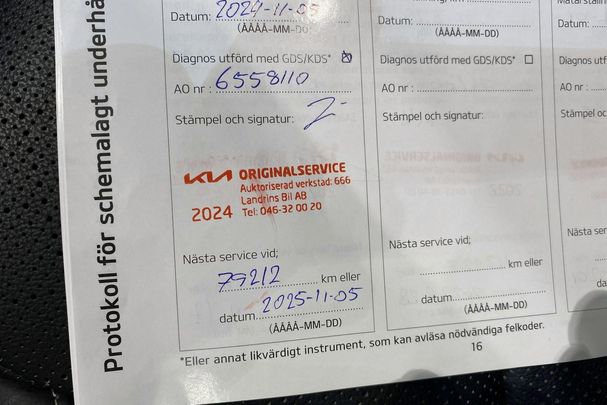 Protokoll för schemalagt underhå
Datum: 2024-11-05
(ÅÅÅÅ-MM-DD)
Diagnos utförd med GDS/KDS*
AO nr : 6558110
Stämpel och signatur:
KIA ORIGINALSERVICE
Auktoriserad verkstad: 666
Landrins Bil AB
2024 Tel: 046-32 00 20
Nästa service vid;
79212 km eller
datum 2025-11-05
(ÅÅÅÅ-MM-DD)
Datum:
(ÅÅÅÅ-MM-DD)
Diagnos utförd med GDS/KDS*
AO nr :
Stämpel och signatur:
Nästa service vid;
km eller
datum
(ÅÅÅÅ-MM-DD)
Datum:
Diagnos
AO nr :
Stämpel
Nästa ser
*Eller annat likvärdigt instrument, som kan avläsa nödvändiga felkoder.
16